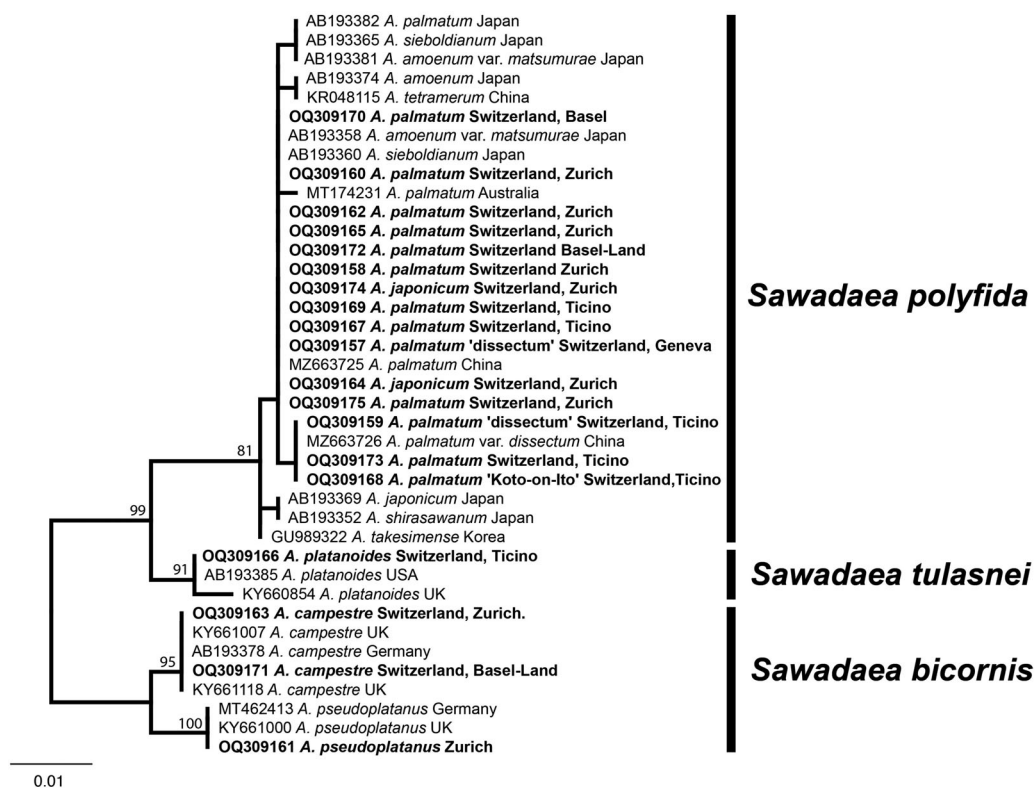 AB193382 A. palmatum Japan
AB193365 A. sieboldianum Japan
AB193381 A. amoenum var. matsumurae Japan
AB193374 A. amoenum Japan
KR048115 A. tetramerum China
OQ309170 A. palmatum Switzerland, Basel
AB193358 A. amoenum var. matsumurae Japan
AB193360 A. sieboldianum Japan
OQ309160 A. palmatum Switzerland, Zurich
MT174231 A. palmatum Australia
OQ309162 A. palmatum Switzerland, Zurich
OQ309165 A. palmatum Switzerland, Zurich
OQ309172 A. palmatum Switzerland Basel-Land
OQ309158 A. palmatum Switzerland Zurich
OQ309174 A. japonicum Switzerland, Zurich
Sawadaea polyfida
OQ309169 A. palmatum Switzerland, Ticino
OQ309167 A. palmatum Switzerland, Ticino
OQ309157 A. palmatum 'dissectum' Switzerland, Geneva
MZ663725 A. palmatum China
OQ309164 A. japonicum Switzerland, Zurich
OQ309175 A. palmatum Switzerland, Zurich
OQ309159 A. palmatum 'dissectum' Switzerland, Ticino
MZ663726 A. palmatum var. dissectum China
81
OQ309173 A. palmatum Switzerland, Ticino
OQ309168 A. palmatum 'Koto-on-Ito' Switzerland,Ticino
AB193369 A. japonicum Japan
99
AB193352 A. shirasawanum Japan
GU989322 A. takesimense Korea
OQ309166 A. platanoides Switzerland, Ticino
91
AB193385 A. platanoides USA
Sawadaea tulasnei
KY660854 A. platanoides UK
OQ309163 A. campestre Switzerland, Zurich.
KY661007 A. campestre UK
AB193378 A. campestre Germany
95
OQ309171 A. campestre Switzerland, Basel-Land
Sawadaea bicornis
KY661118 A. campestre UK
MT462413 A. pseudoplatanus Germany
100
KY661000 A. pseudoplatanus UK
OQ309161 A. pseudoplatanus Zurich
0.01